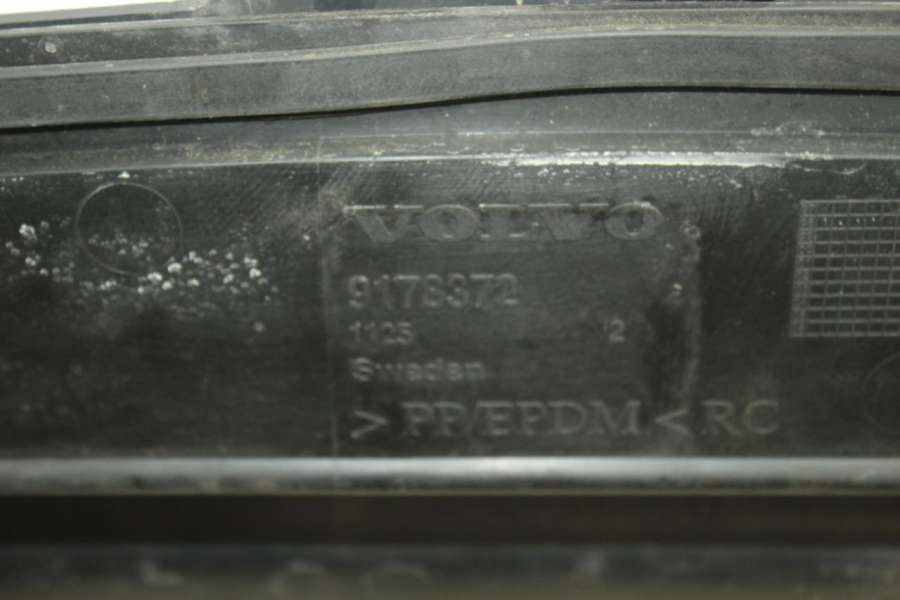 VOLVO
9178372
1125 2
Sweden
>PP/EPDM< RC